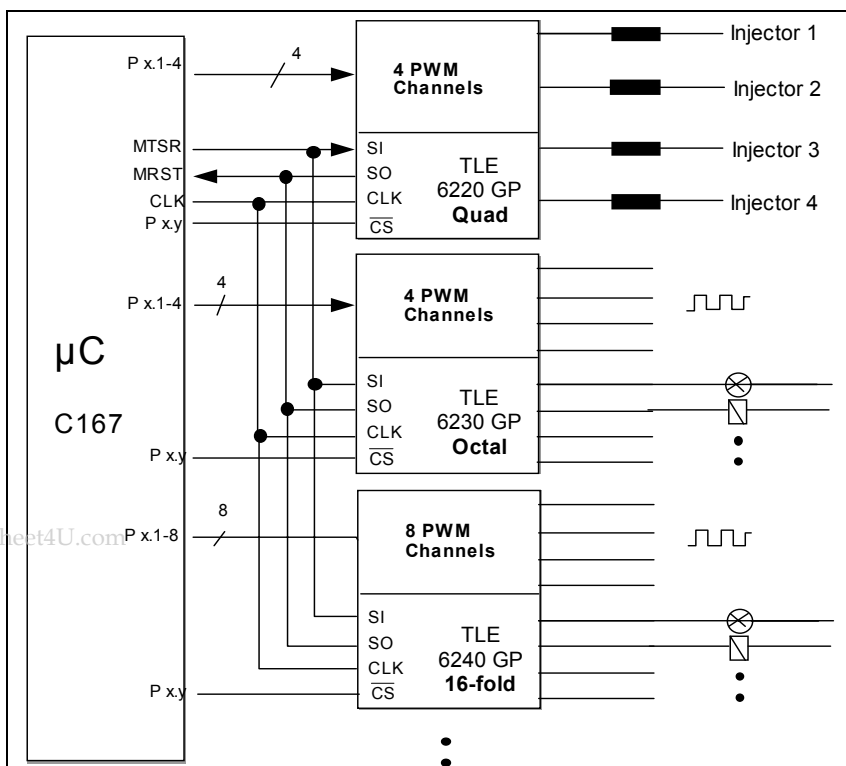 Injector 1
P x.1-4
4
4 PWM
Channels
Injector 2
MTSR
SI
TLE
6220 GP
Quad
Injector 3
MRST
SO
CLK
CLK
Injector 4
P x.y
CS
4
P x.1-4
4 PWM
Channels
µC
C167
SI
TLE
6230 GP
Octal
SO
CLK
P x.y
CS
8
heet4U.com
P x.1-8
8 PWM
Channels
SI
TLE
6240 GP
16-fold
SO
CLK
P x.y
CS